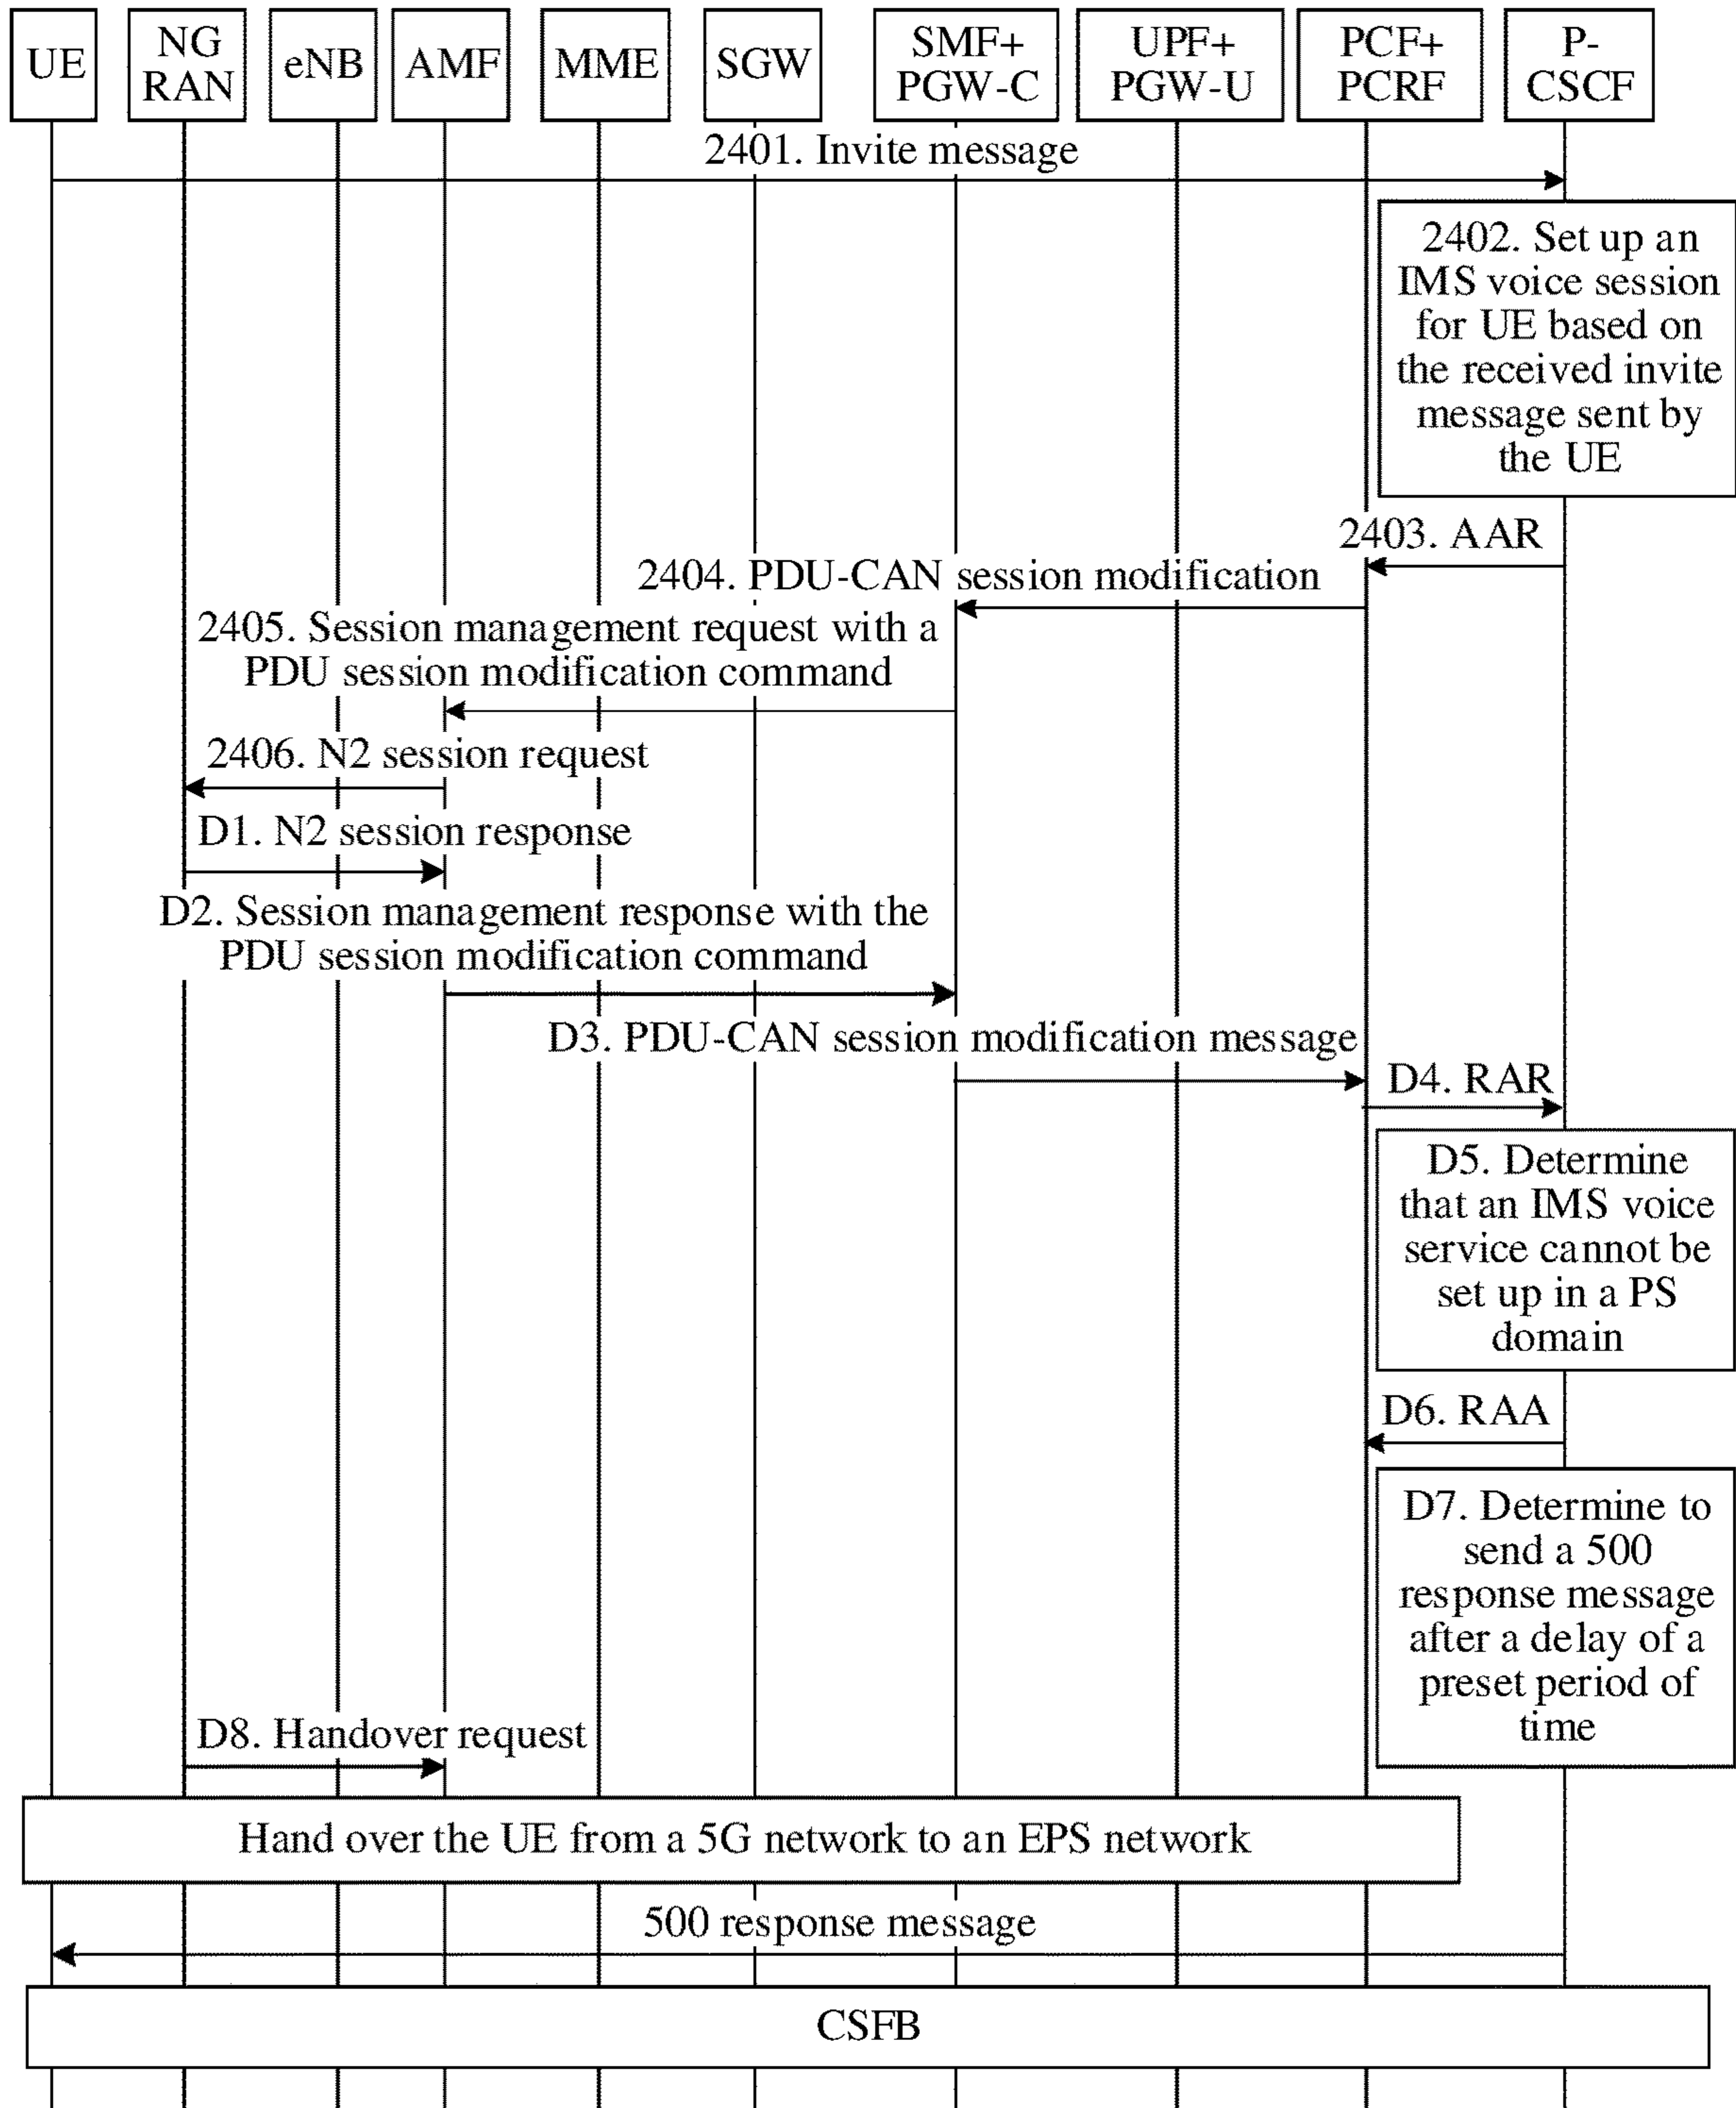 UE
NG
RAN
eNB
AMF
MME
SGW
SMF+
PGW-C
UPF+
PGW-U
PCF+
PCRF
P-
CSCF
2401. Invite message
2402. Set up an
IMS voice session
for UE based on
the received invite
message sent by
the UE
2403. AAR
2404. PDU-CAN session modification
2405. Session management request with a
PDU session modification command
2406. N2 session request
D1. N2 session response
D2. Session management response with the
PDU session modification command
D3. PDU-CAN session modification message
D4. RAR
D5. Determine
that an IMS voice
service cannot be
set up in a PS
domain
D6. RAA
D7. Determine to
send a 500
response message
after a delay of a
preset period of
time
D8. Handover request
Hand over the UE from a 5G network to an EPS network
500 response message
CSFB